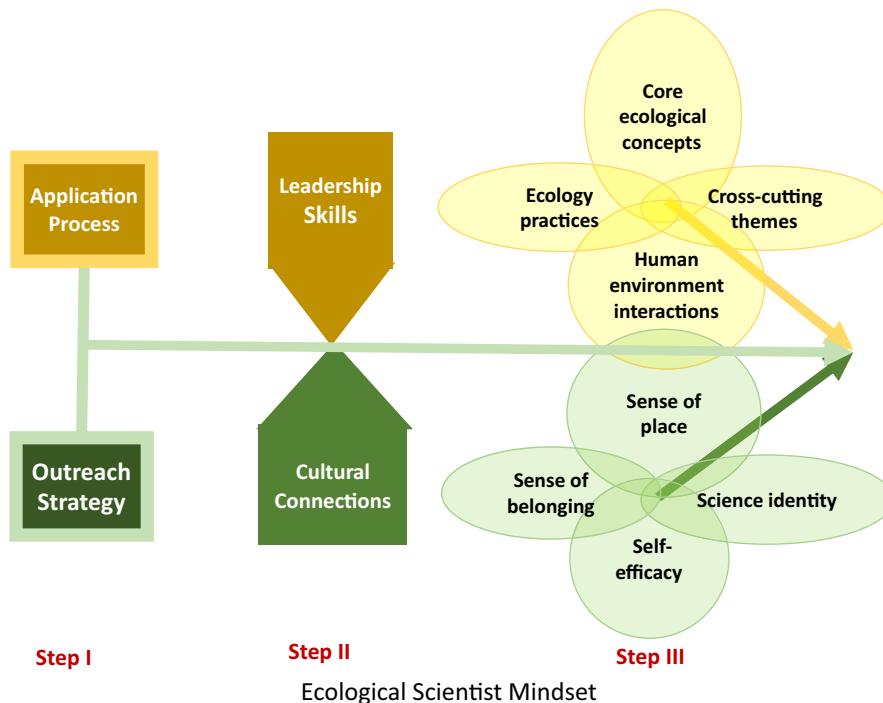 Application
Process
Outreach
Strategy
Leadership
Skills
Cultural
Connections
Core
ecological
concepts
Ecology
practices
Cross-cutting
themes
Human
environment
interactions
Sense of
place
Sense of
belonging
Science identity
Self-
efficacy
Step I
Step II
Step III
Ecological Scientist Mindset